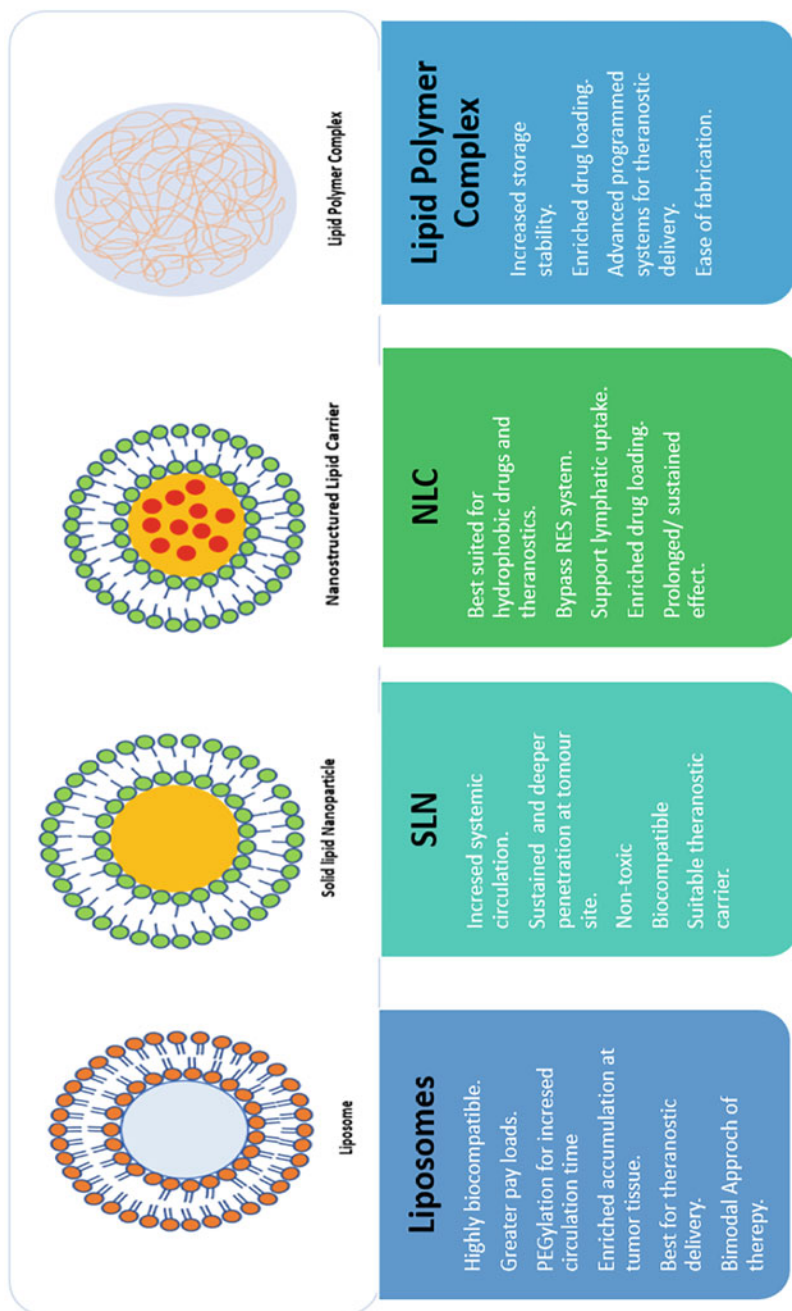 Liposome
Solid lipid Nanoparticle
Nanostructured Lipid Carrier
Lipid Polymer Complex
Liposomes
Highly biocompatible.
Greater pay loads.
PEGylation for incresed
circulation time
Enriched accumulation at
tumor tissue.
Best for theranostic
delivery.
Bimodal Approch of
therepy.
SLN
Incresed systemic
circulation.
Sustained and deeper
penetration at tomour
site.
Non-toxic
Biocompatible
Suitable theranostic
carrier.
NLC
Best suited for
hydrophobic drugs and
theranostics.
Bypass RES system.
Support lymphatic uptake.
Enriched drug loading.
Prolonged/ sustained
effect.
Lipid Polymer
Complex
Increased storage
stability.
Enriched drug loading.
Advanced programmed
systems for theranostic
delivery.
Ease of fabrication.